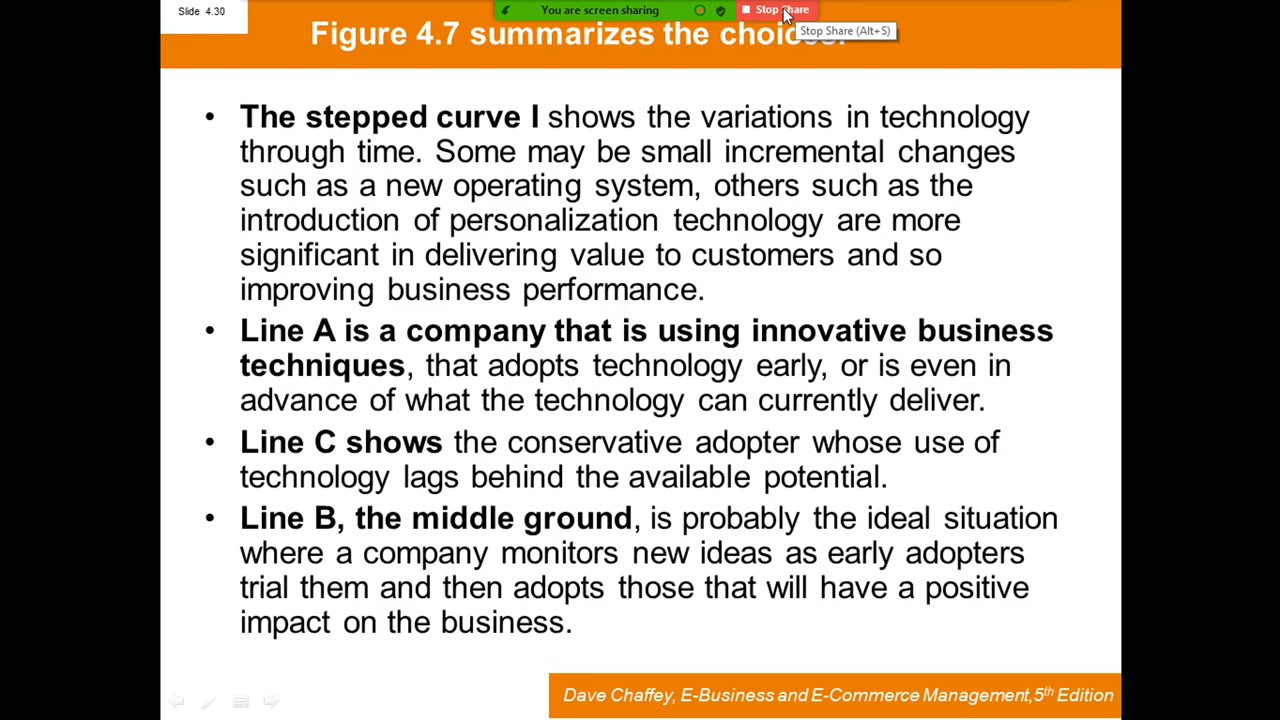 Slide 4.30
You are screen sharing
Stop Share
Stop Share (Alt+S)
Figure 4.7 summarizes the choices.
• The stepped curve I shows the variations in technology
through time. Some may be small incremental changes
such as a new operating system, others such as the
introduction of personalization technology are more
significant in delivering value to customers and so
improving business performance.
• Line A is a company that is using innovative business
techniques, that adopts technology early, or is even in
advance of what the technology can currently deliver.
• Line C shows the conservative adopter whose use of
technology lags behind the available potential.
• Line B, the middle ground, is probably the ideal situation
where a company monitors new ideas as early adopters
trial them and then adopts those that will have a positive
impact on the business.
Dave Chaffey, E-Business and E-Commerce Management,5th Edition